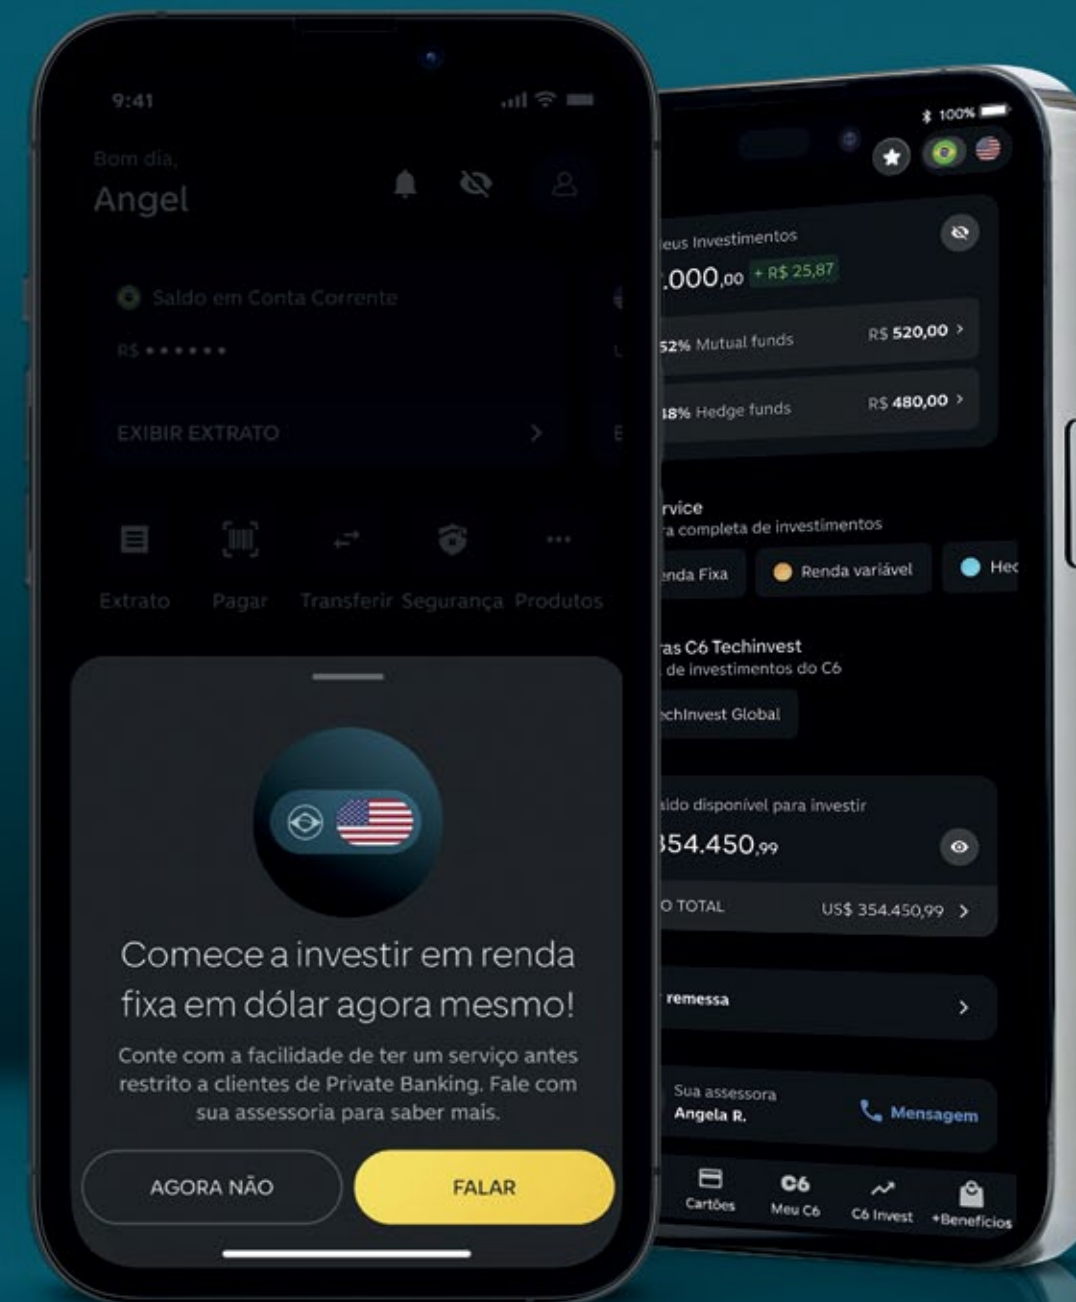 9:41
Bom dia,
Angel
Saldo em Conta Corrente
R$ ••••••
EXIBIR EXTRATO
Extrato
Pagar
Transferir
Segurança
Produtos
Comece a investir em renda
fixa em dólar agora mesmo!
Conte com a facilidade de ter um serviço antes
restrito a clientes de Private Banking. Fale com
sua assessoria para saber mais.
AGORA NÃO
FALAR
100%
eus Investimentos
.000,00 + R$ 25,87
52% Mutual funds R$ 520,00
48% Hedge funds R$ 480,00
rvice
ra completa de investimentos
enda Fixa
Renda variável
Hec
ras C6 Techinvest
de investimentos do C6
echInvest Global
aldo disponível para investir
354.450,99
O TOTAL US$ 354.450,99
remessa
Sua assessora
Angela R.
Mensagem
Cartões
C6
Meu C6
C6 Invest
+Benefícios